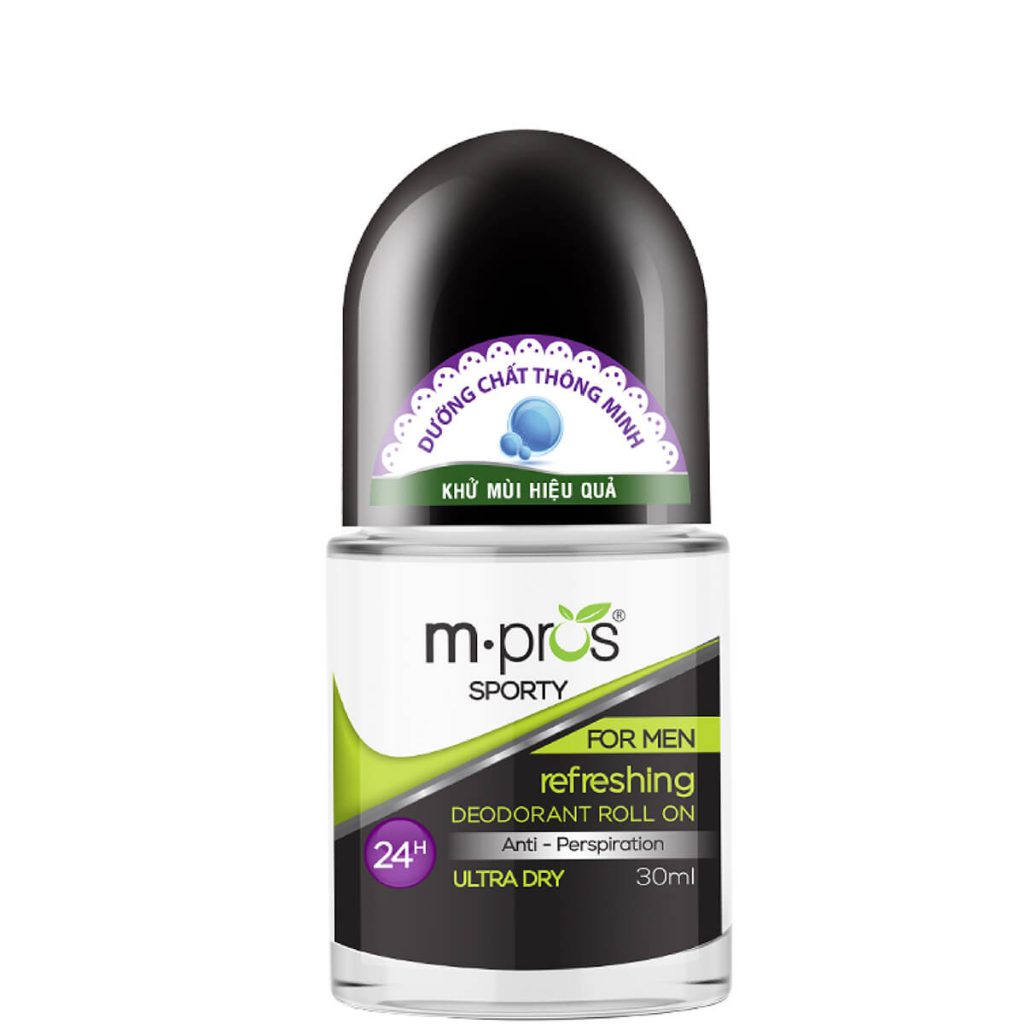 DƯỠNG CHẤT THÔNG MINH
KHỬ MÙI HIỆU QUẢ
m·pros®
SPORTY
FOR MEN
refreshing
DEODORANT ROLL ON
Anti - Perspiration
24H
ULTRA DRY 30ml